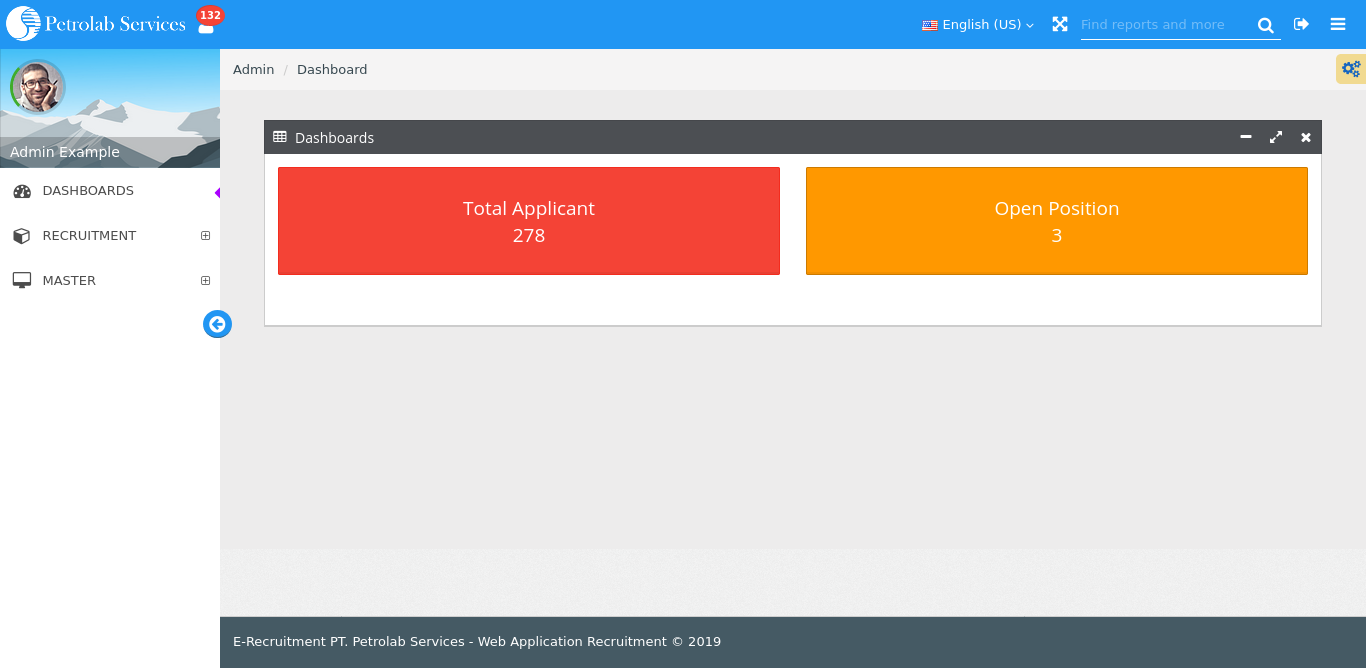 Petrolab Services
132
English (US)
Find reports and more
Admin / Dashboard
Admin Example
DASHBOARDS
RECRUITMENT
MASTER
Dashboards
Total Applicant
278
Open Position
3
E-Recruitment PT. Petrolab Services - Web Application Recruitment © 2019